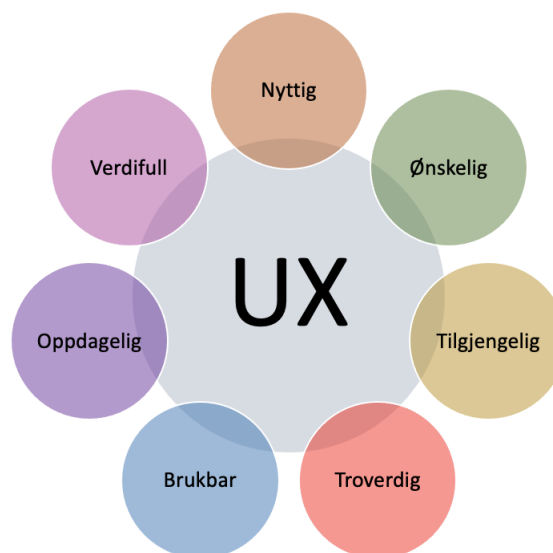 Nyttig
Verdifull
Ønskelig
UX
Oppdagelig
Tilgjengelig
Brukbar
Troverdig